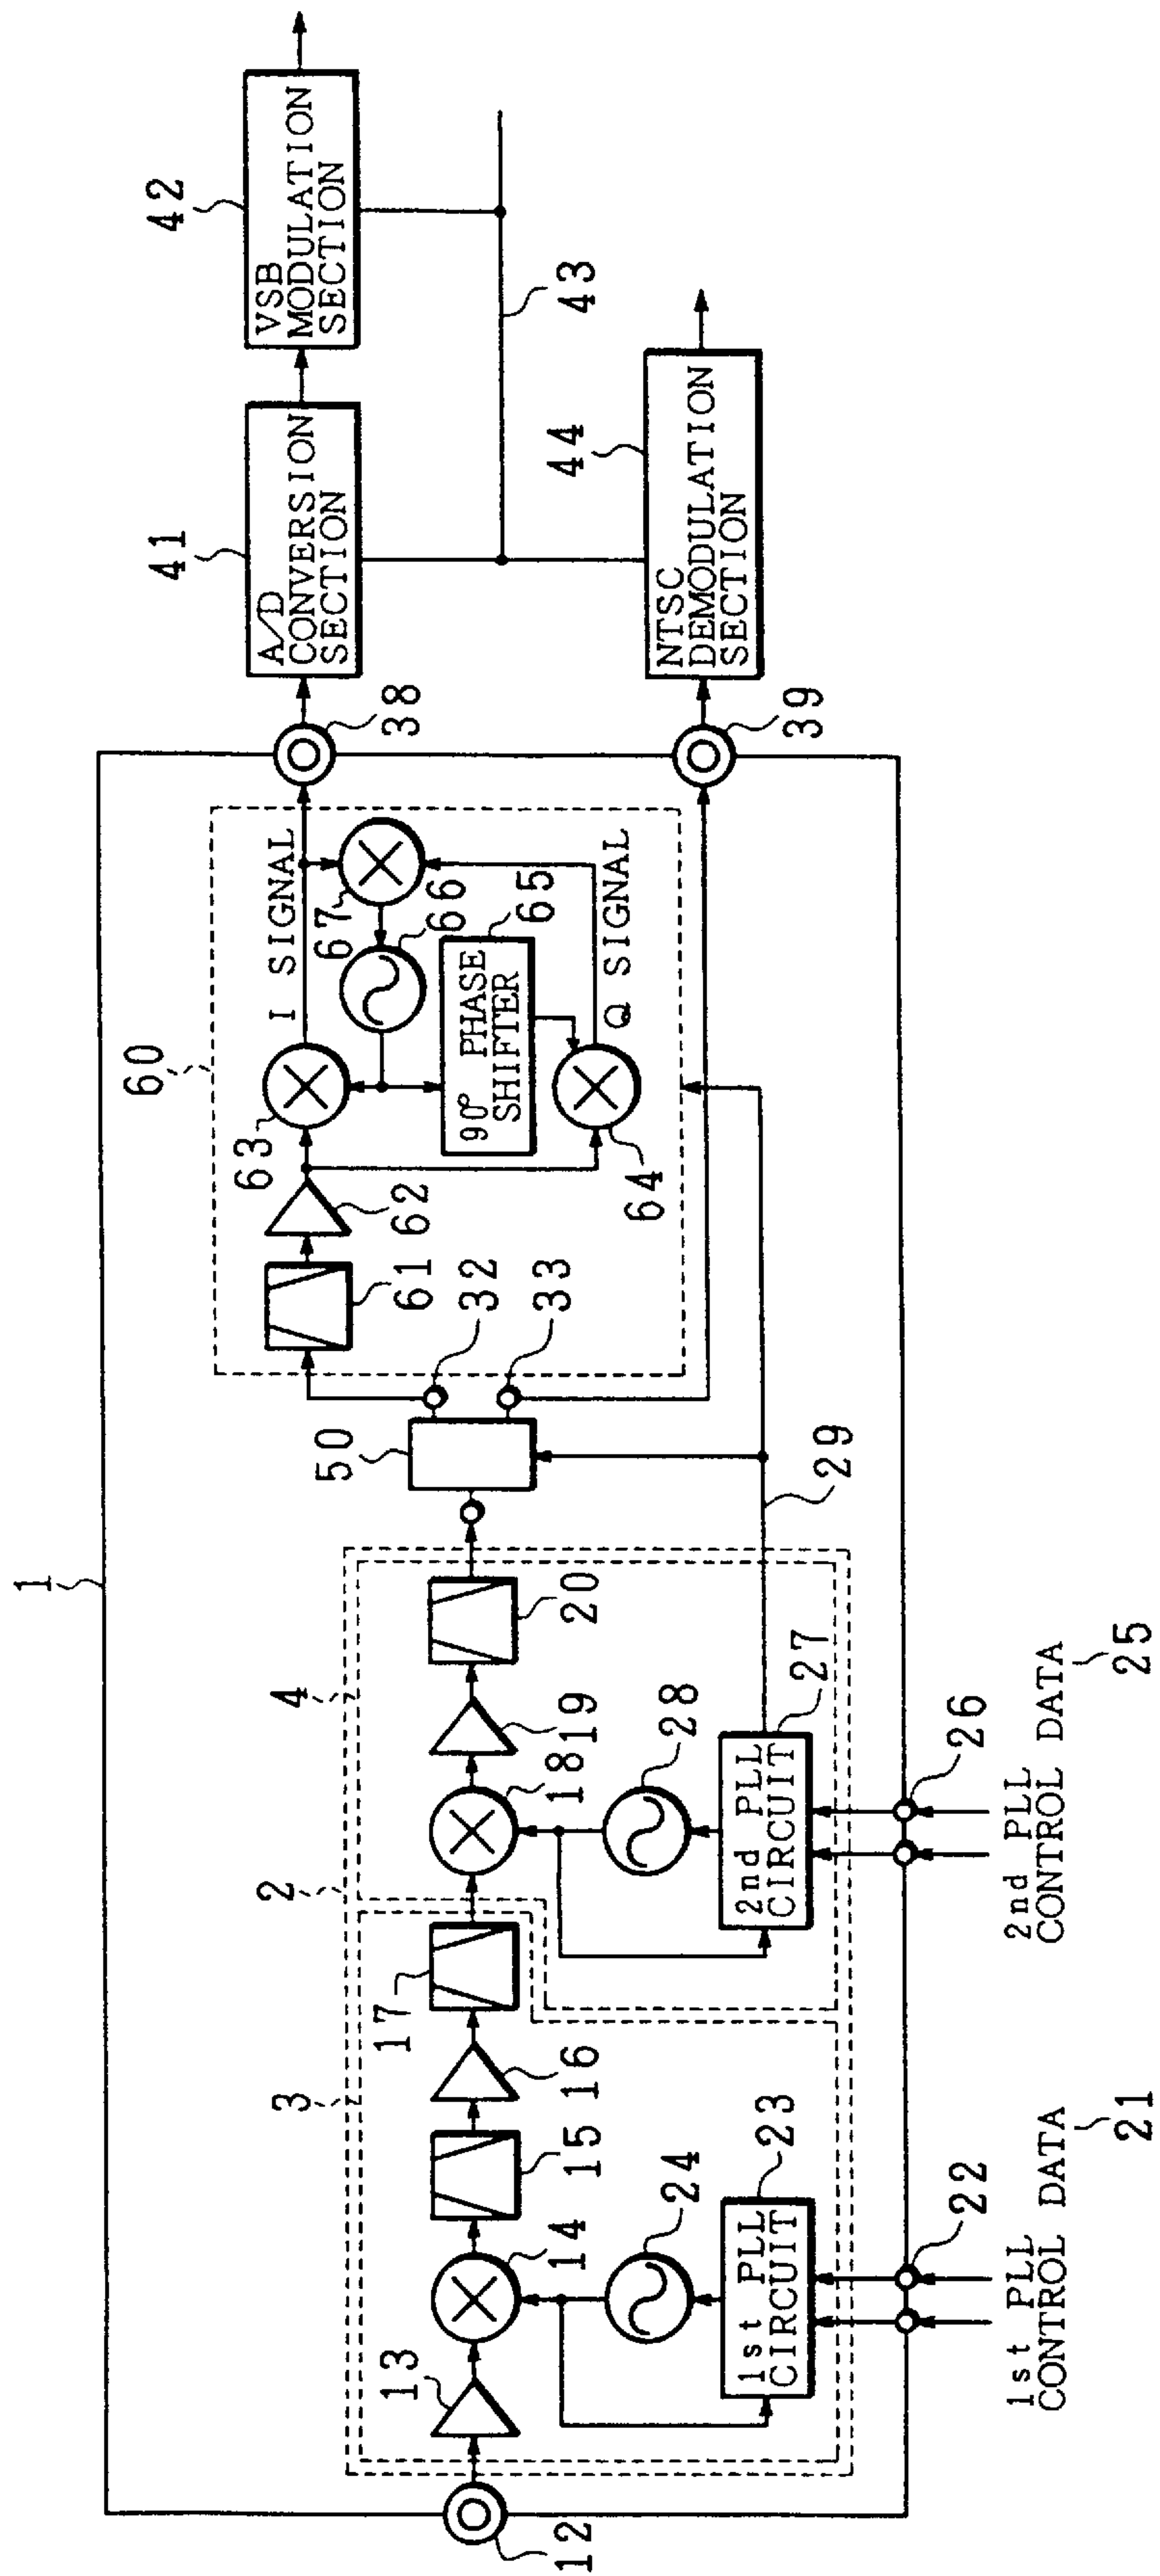 1
2
3
4
12
13
14
15
16
17
18
19
20
24
1st PLL
CIRCUIT
23
28
2nd PLL
CIRCUIT
27
22
1st PLL
CONTROL DATA
21
26
2nd PLL
CONTROL DATA
25
29
50
32
33
60
61
62
63
I SIGNAL
67
66
90° PHASE
SHIFTER
65
64
Q SIGNAL
38
39
41
A/D
CONVERSION
SECTION
42
VSB
MODULATION
SECTION
43
44
NTSC
DEMODULATION
SECTION